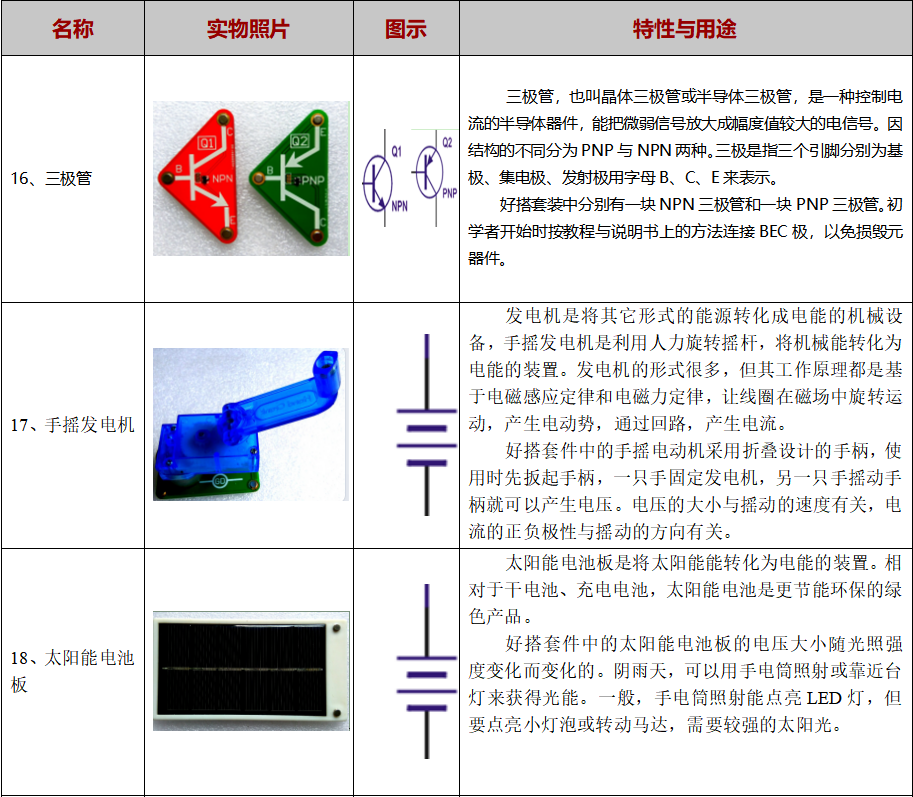 名称
实物照片
图示
特性与用途
16、三极管
Q1
C
B
NPN
E
Q2
E
B
PNP
C
Q1
NPN
Q2
PNP
三极管，也叫晶体三极管或半导体三极管，是一种控制电
流的半导体器件，能把微弱信号放大成幅度值较大的电信号。因
结构的不同分为 PNP 与 NPN 两种。三极是指三个引脚分别为基
极、集电极、发射极用字母 B、C、E 来表示。
好搭套装中分别有一块 NPN 三极管和一块 PNP 三极管。初
学者开始时按教程与说明书上的方法连接 BEC 极，以免损毁元
器件。
17、手摇发电机
发电机是将其它形式的能源转化成电能的机械设
备，手摇发电机是利用人力旋转摇杆，将机械能转化为
电能的装置。发电机的形式很多，但其工作原理都是基
于电磁感应定律和电磁力定律，让线圈在磁场中旋转运
动，产生电动势，通过回路，产生电流。
好搭套件中的手摇电动机采用折叠设计的手柄，使
用时先扳起手柄，一只手固定发电机，另一只手摇动手
柄就可以产生电压。电压的大小与摇动的速度有关，电
流的正负极性与摇动的方向有关。
18、太阳能电池
板
太阳能电池板是将太阳能能转化为电能的装置。相
对于干电池、充电电池，太阳能电池是更节能环保的绿
色产品。
好搭套件中的太阳能电池板的电压大小随光照强
度变化而变化的。阴雨天，可以用手电筒照射或靠近台
灯来获得光能。一般，手电筒照射能点亮 LED 灯，但
要点亮小灯泡或转动马达，需要较强的太阳光。